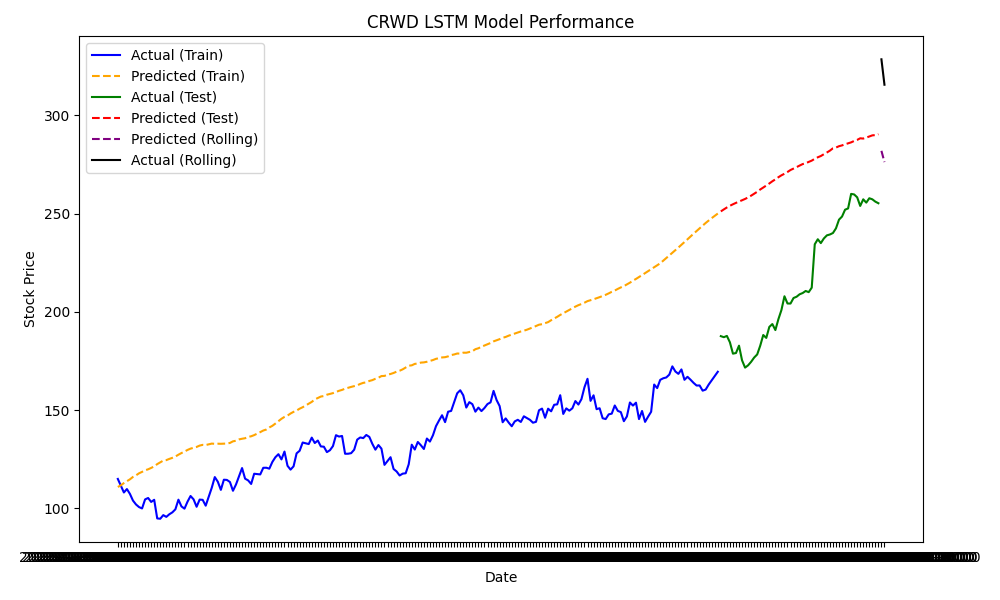 CRWD LSTM Model Performance
Actual (Train)
Predicted (Train)
Actual (Test)
Predicted (Test)
Predicted (Rolling)
Actual (Rolling)
Stock Price
300
250
200
150
100
Date